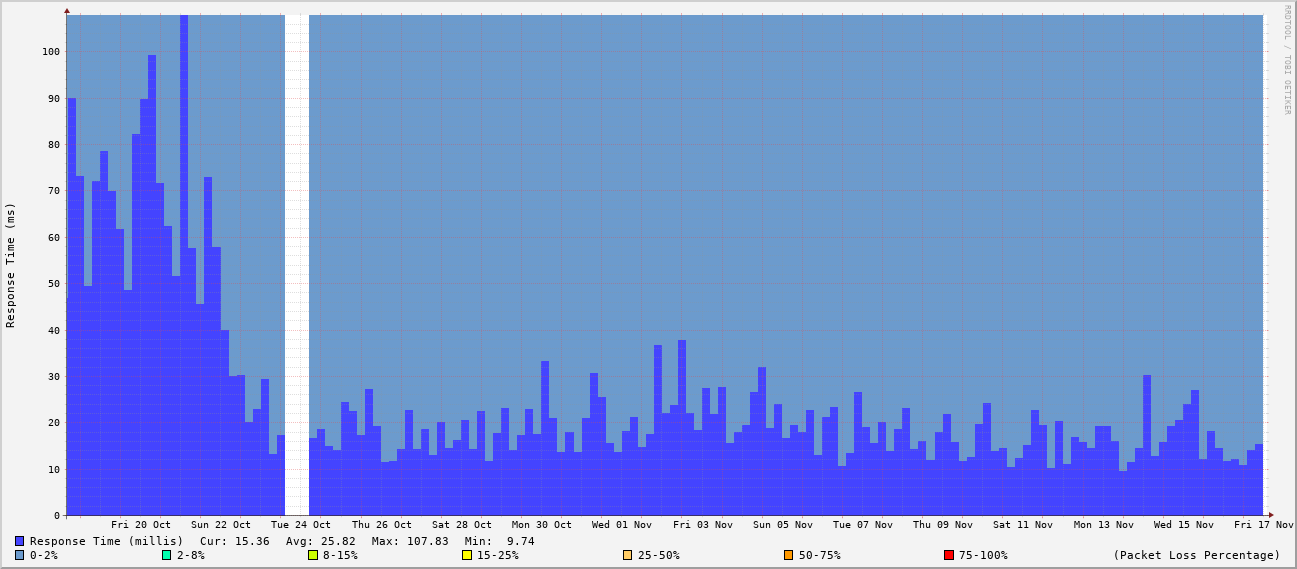 RRDTOOL / TOBI OETIKER
Response Time (ms)
100
90
80
70
60
50
40
30
20
10
0
Fri 20 Oct Sun 22 Oct Tue 24 Oct Thu 26 Oct Sat 28 Oct Mon 30 Oct Wed 01 Nov Fri 03 Nov Sun 05 Nov Tue 07 Nov Thu 09 Nov Sat 11 Nov Mon 13 Nov Wed 15 Nov Fri 17 Nov
Response Time (millis) Cur: 15.36 Avg: 25.82 Max: 107.83 Min: 9.74
0-2% 2-8% 8-15% 15-25% 25-50% 50-75% 75-100% (Packet Loss Percentage)